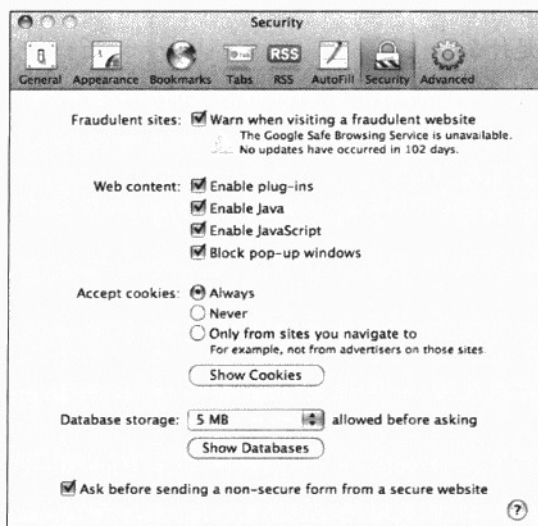 Security
RSS
General Appearance Bookmarks Tabs RSS AutoFill Security Advanced
Fraudulent sites: Warn when visiting a fraudulent website
The Google Safe Browsing Service is unavailable.
No updates have occurred in 102 days.
Web content: Enable plug-ins
Enable Java
Enable JavaScript
Block pop-up windows
Accept cookies: Always
Never
Only from sites you navigate to
For example, not from advertisers on those sites
Show Cookies
Database storage: 5 MB allowed before asking
Show Databases
Ask before sending a non-secure form from a secure website
?